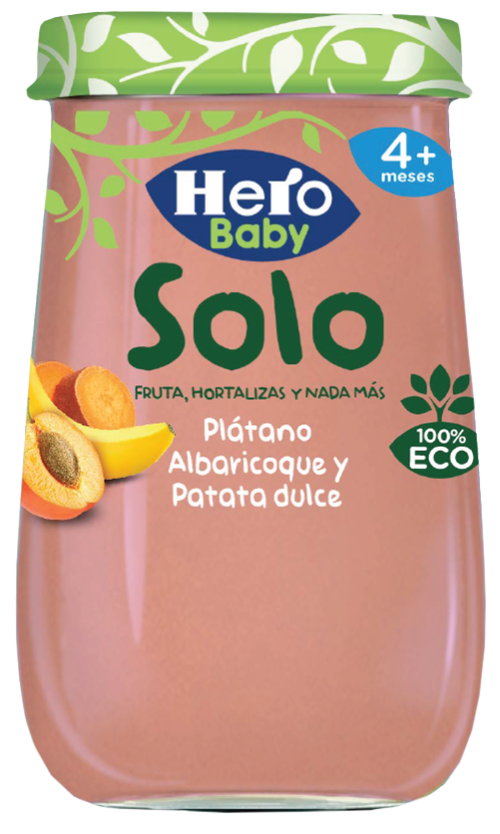 4+
meses
Hero
Baby
Solo
FRUTA, HORTALIZAS Y NADA MÁS
Plátano
Albaricoque y
Patata dulce
100%
ECO